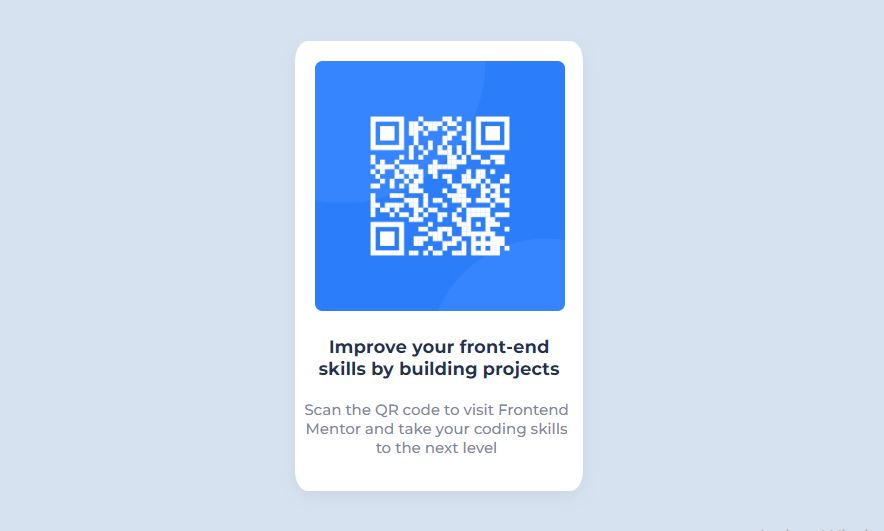 Improve your front-end
skills by building projects
Scan the QR code to visit Frontend
Mentor and take your coding skills
to the next level